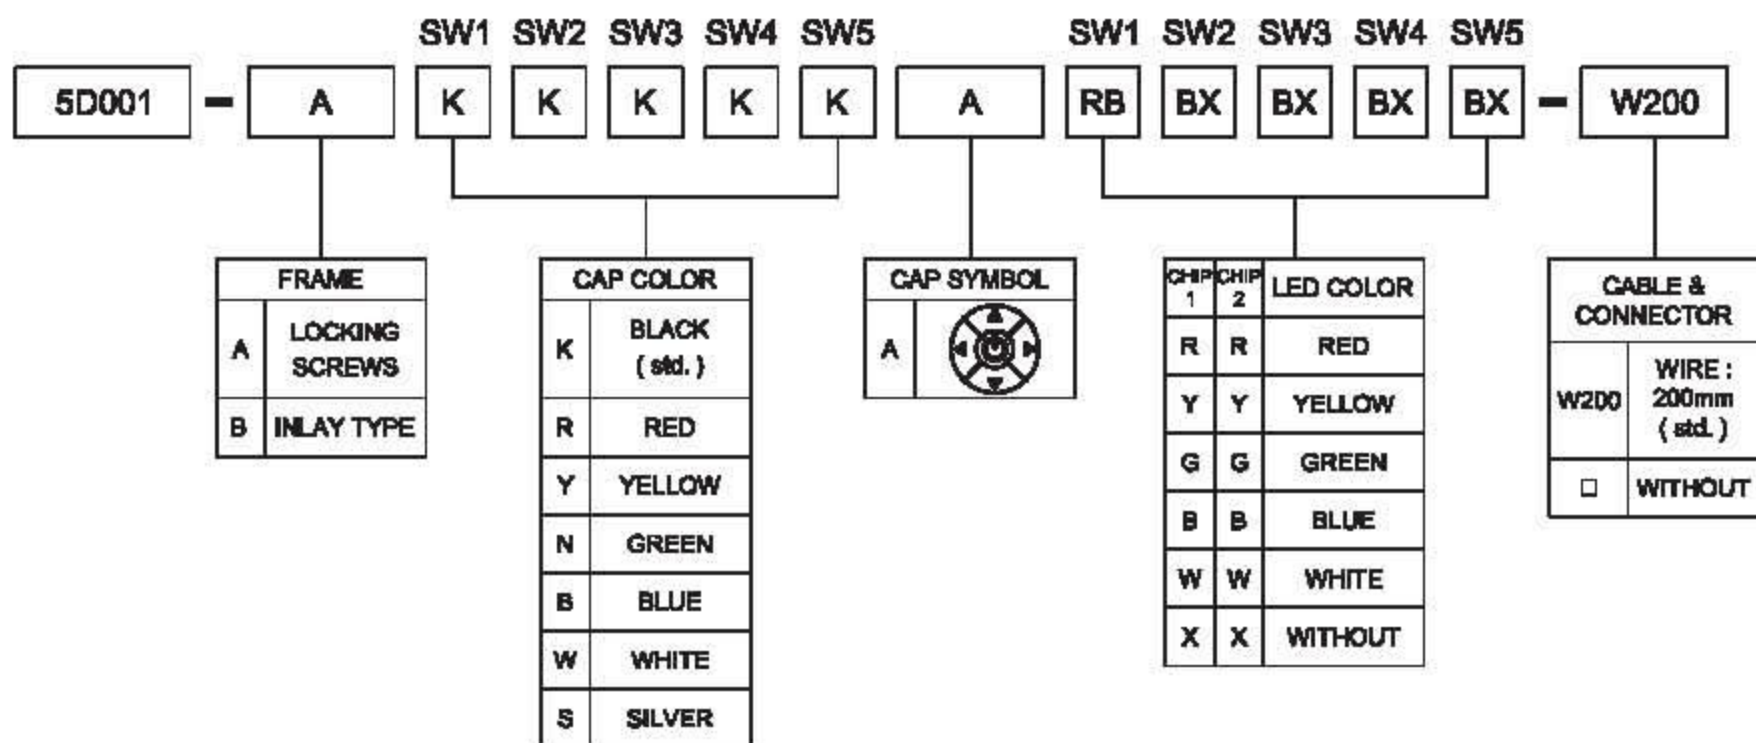 SW1 SW2 SW3 SW4 SW5 SW1 SW2 SW3 SW4 SW5
5D001 - A K K K K K A RB BX BX BX BX - W200
FRAME
A LOCKING SCREWS
B INLAY TYPE
CAP COLOR
K BLACK ( std. )
R RED
Y YELLOW
N GREEN
B BLUE
W WHITE
S SILVER
CAP SYMBOL
A
CHIP 1 CHIP 2 LED COLOR
R R RED
Y Y YELLOW
G G GREEN
B B BLUE
W W WHITE
X X WITHOUT
CABLE & CONNECTOR
W200 WIRE : 200mm ( std. )
□ WITHOUT